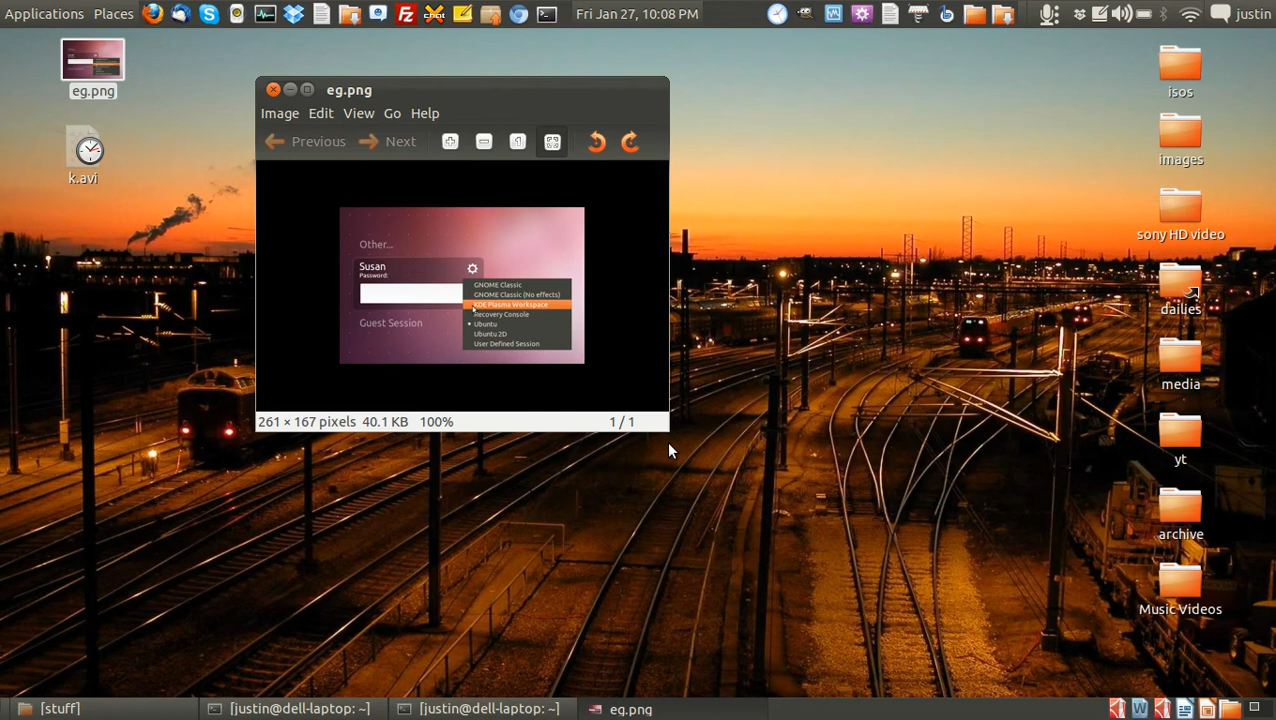 Applications Places Fri Jan 27, 10:08 PM justin
eg.png
k.avi
eg.png
Image Edit View Go Help
Previous Next
Other...
Susan
Password:
GNOME Classic
GNOME Classic (No effects)
KDE Plasma Workspace
Recovery Console
Ubuntu
Ubuntu 2D
User Defined Session
Guest Session
261 × 167 pixels 40.1 KB 100% 1 / 1
isos
images
sony HD video
dailies
media
yt
archive
Music Videos
[stuff] [justin@dell-laptop: ~] [justin@dell-laptop: ~] eg.png